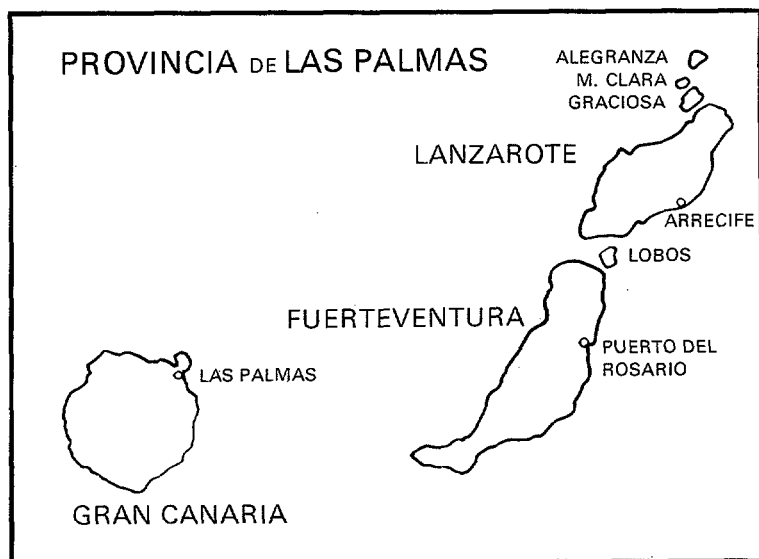 PROVINCIA DE LAS PALMAS
ALEGRANZA
M. CLARA
GRACIOSA
LANZAROTE
ARRECIFE
LOBOS
FUERTEVENTURA
PUERTO DEL
ROSARIO
LAS PALMAS
GRAN CANARIA